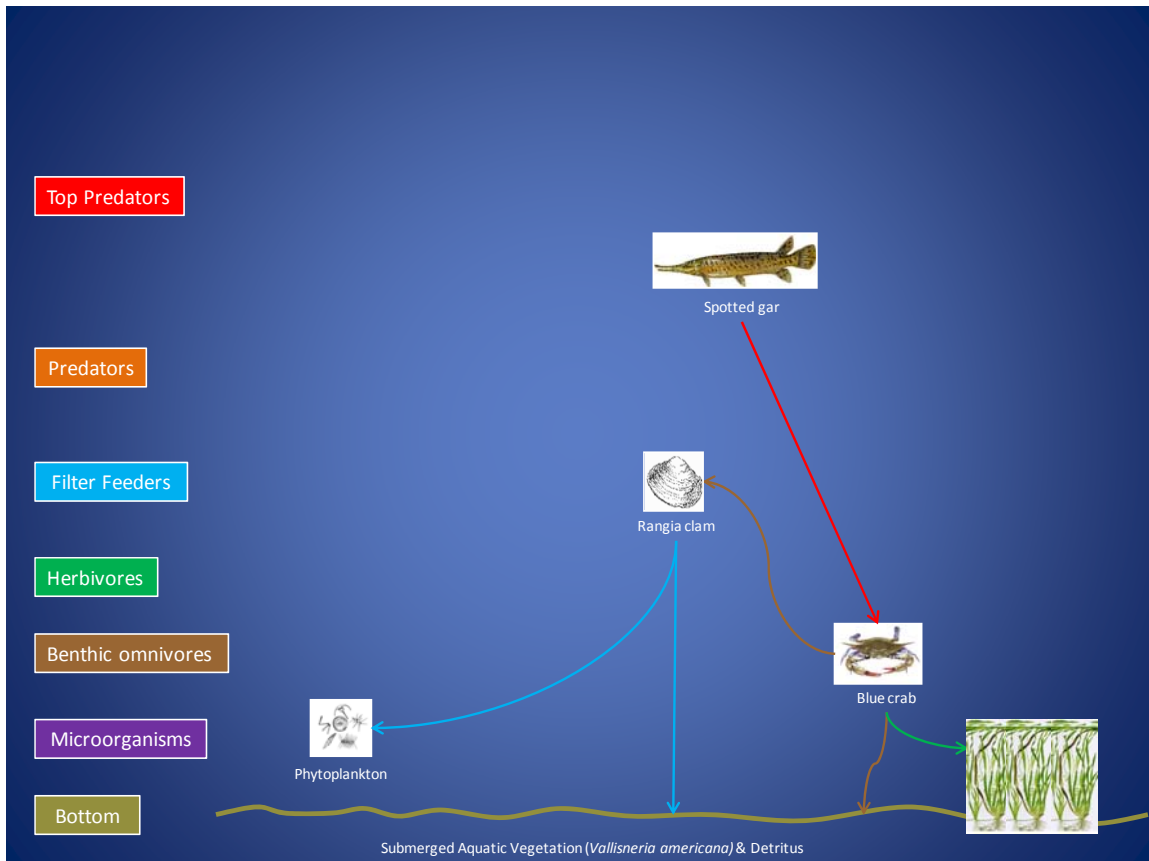 Top Predators
Spotted gar
Predators
Filter Feeders
Rangia clam
Herbivores
Benthic omnivores
Blue crab
Microorganisms
Phytoplankton
Bottom
Submerged Aquatic Vegetation (Vallisneria americana) & Detritus